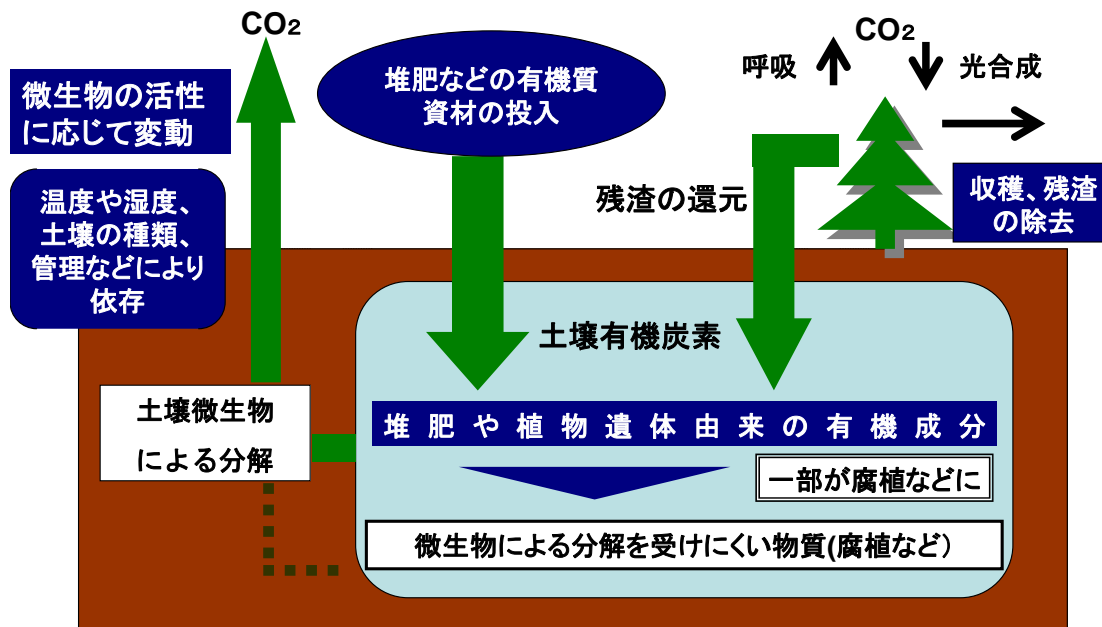 CO₂
微生物の活性
に応じて変動
温度や湿度、
土壌の種類、
管理などにより
依存
堆肥などの有機質
資材の投入
CO₂
呼吸
光合成
収穫、残渣
の除去
残渣の還元
土壌有機炭素
土壌微生物
による分解
堆肥や植物遺体由来の有機成分
一部が腐植などに
微生物による分解を受けにくい物質(腐植など)